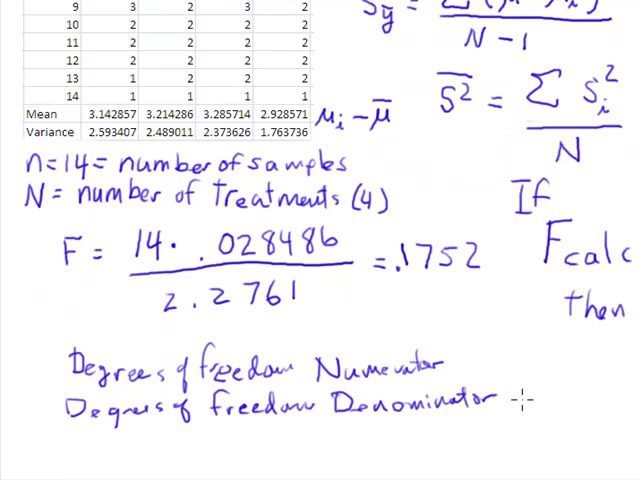 9 3 2 3 2
10 2 2 2 2
11 2 2 2 2
12 2 2 2 2
13 1 2 2 2
14 1 1 1 1
Mean 3.142857 3.214286 3.285714 2.928571
Variance 2.593407 2.489011 2.373626 1.763736
μi - μ̄
N - 1
S̄² = Σ Si²
N
n=14= number of samples
N = number of Treatments (4)
F = 14 · .028486 = .1752
2.2761
If
Fcalc
then
Degrees of freedom Numerator
Degrees of freedom Denominator